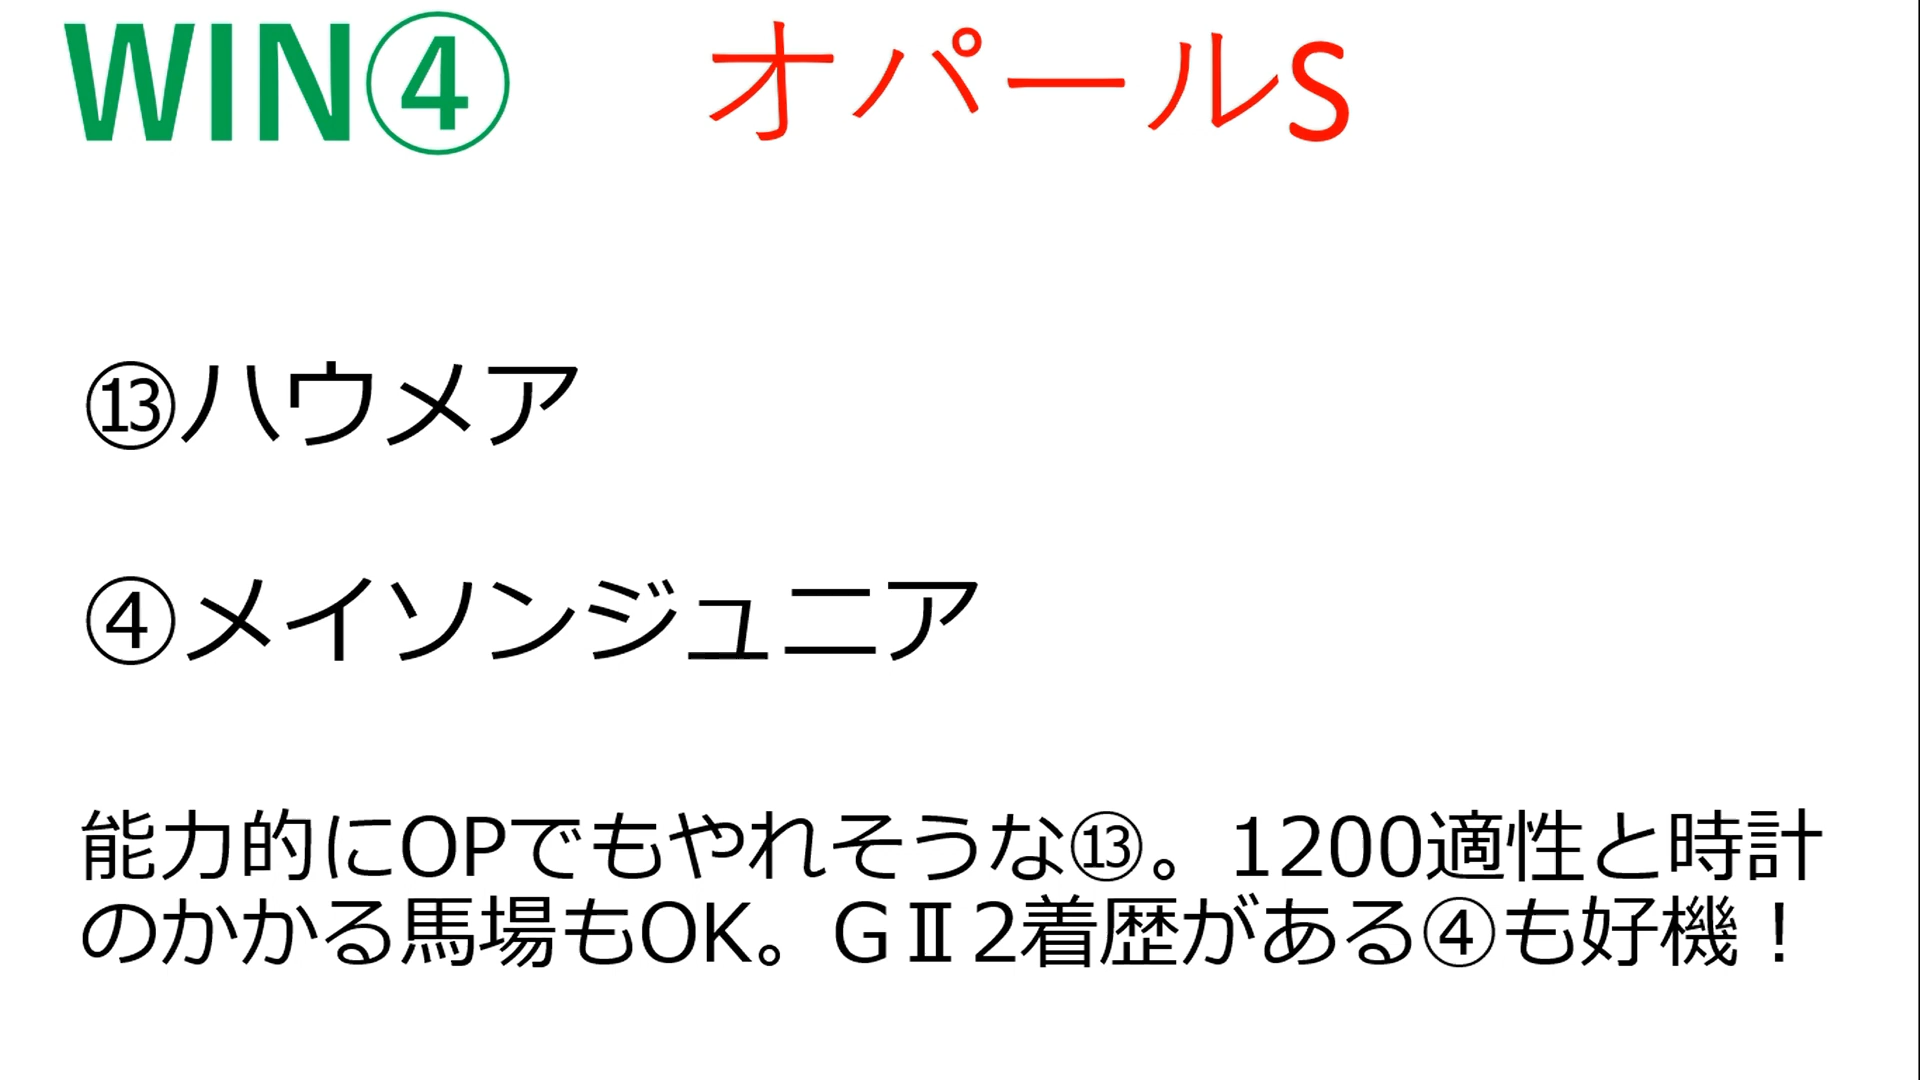 WIN④ オパールS
⑬ハウメア
④メイソンジュニア
能力的にOPでもやれそうな⑬。1200適性と時計
のかかる馬場もOK。GⅡ2着歴がある④も好機！